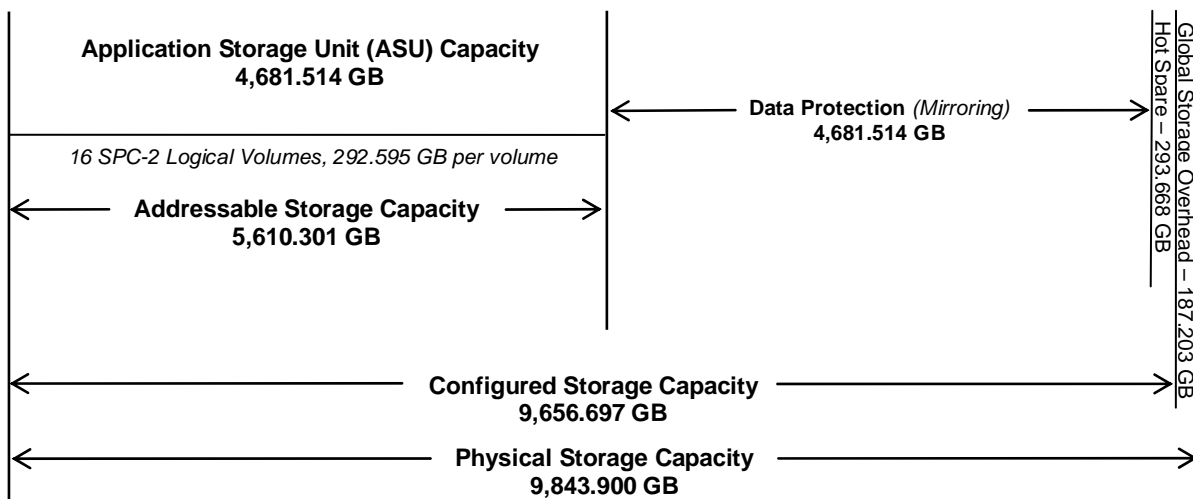 Application Storage Unit (ASU) Capacity
4,681.514 GB
Data Protection (Mirroring)
4,681.514 GB
16 SPC-2 Logical Volumes, 292.595 GB per volume
Addressable Storage Capacity
5,610.301 GB
Hot Spare – 293.668 GB
Global Storage Overhead – 187.203 GB
Configured Storage Capacity
9,656.697 GB
Physical Storage Capacity
9,843.900 GB